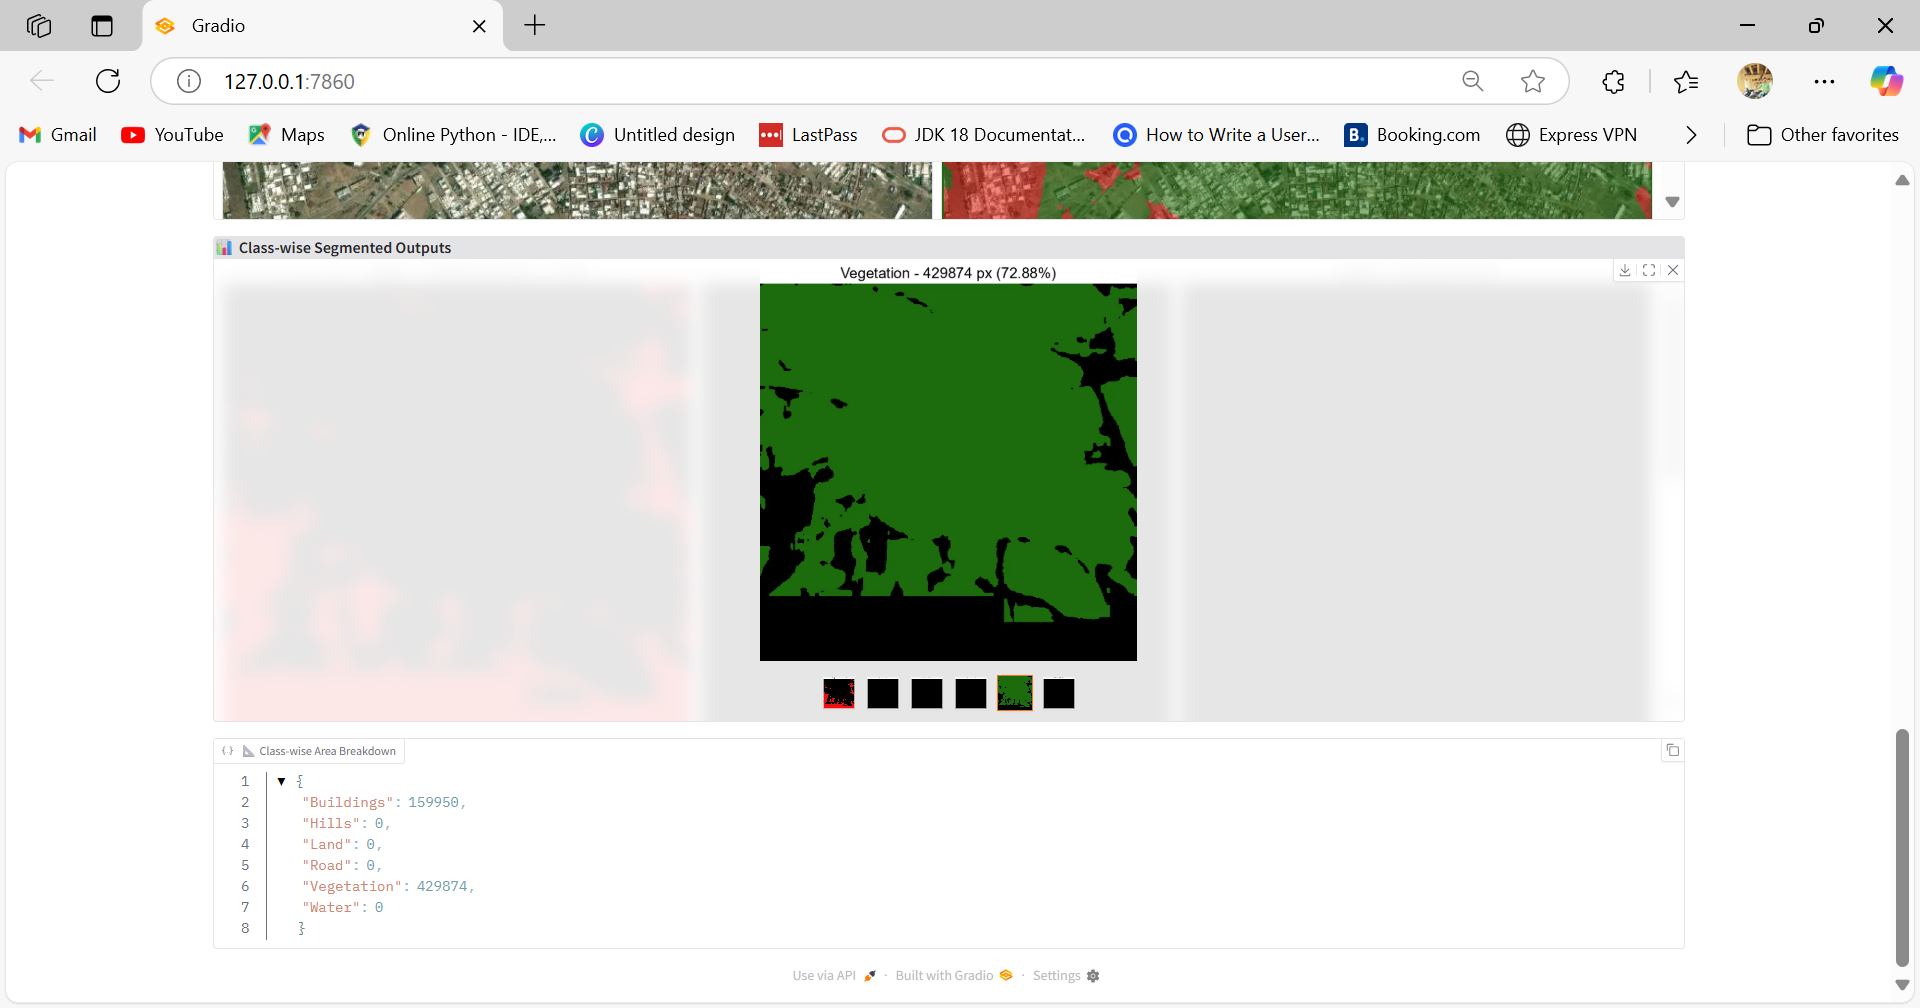 Gradio
127.0.0.1:7860
Gmail
YouTube
Maps
Online Python - IDE,...
Untitled design
LastPass
JDK 18 Documentat...
How to Write a User...
B.
Booking.com
Express VPN
Other favorites
Class-wise Segmented Outputs
Vegetation - 429874 px (72.88%)
Class-wise Area Breakdown
1 {
2 "Buildings": 159950,
3 "Hills": 0,
4 "Land": 0,
5 "Road": 0,
6 "Vegetation": 429874,
7 "Water": 0
8 }
Use via API · Built with Gradio · Settings